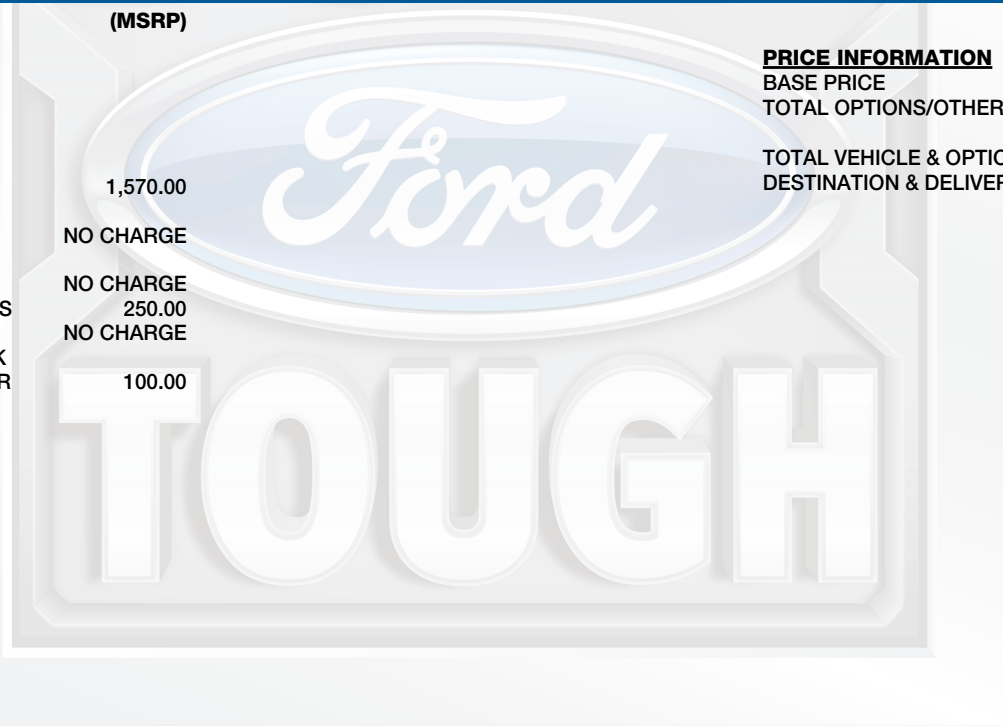 (MSRP)
1,570.00
NO CHARGE
NO CHARGE
S 250.00
NO CHARGE
K
R 100.00
PRICE INFORMATION
BASE PRICE
TOTAL OPTIONS/OTHER
TOTAL VEHICLE & OPTIO
DESTINATION & DELIVER
Ford
TOUGH